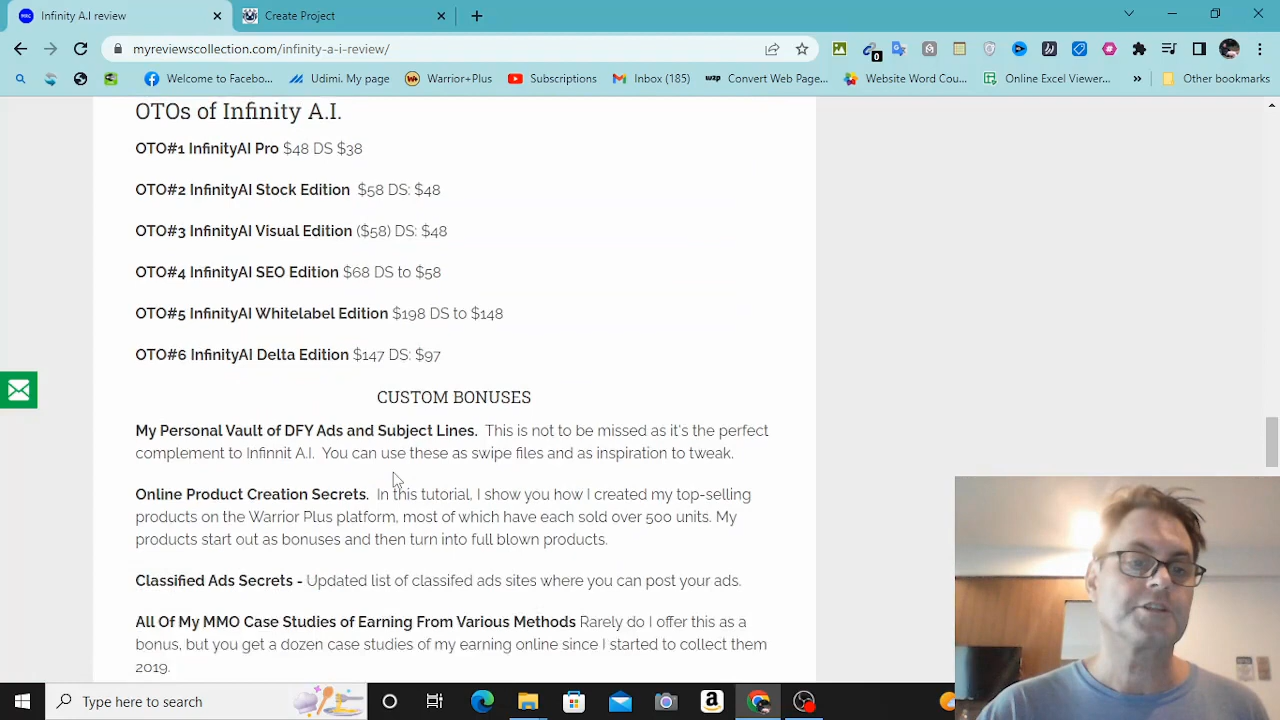 Infinity A.I review
Create Project
myreviewscollection.com/infinity-a-i-review/
0
Welcome to Facebo...
Udimi. My page
Warrior+Plus
Subscriptions
Inbox (185)
W2P Convert Web Page...
Website Word Cou...
Online Excel Viewer...
»
Other bookmarks
OTOs of Infinity A.I.
OTO#1 InfinityAI Pro $48 DS $38
OTO#2 InfinityAI Stock Edition $58 DS: $48
OTO#3 InfinityAI Visual Edition ($58) DS: $48
OTO#4 InfinityAI SEO Edition $68 DS to $58
OTO#5 InfinityAI Whitelabel Edition $198 DS to $148
OTO#6 InfinityAI Delta Edition $147 DS: $97
CUSTOM BONUSES
My Personal Vault of DFY Ads and Subject Lines. This is not to be missed as it's the perfect
complement to Infinnit A.I. You can use these as swipe files and as inspiration to tweak.
Online Product Creation Secrets. In this tutorial, I show you how I created my top-selling
products on the Warrior Plus platform, most of which have each sold over 500 units. My
products start out as bonuses and then turn into full blown products.
Classified Ads Secrets - Updated list of classifed ads sites where you can post your ads.
All Of My MMO Case Studies of Earning From Various Methods Rarely do I offer this as a
bonus, but you get a dozen case studies of my earning online since I started to collect them
2019.
Type here to search